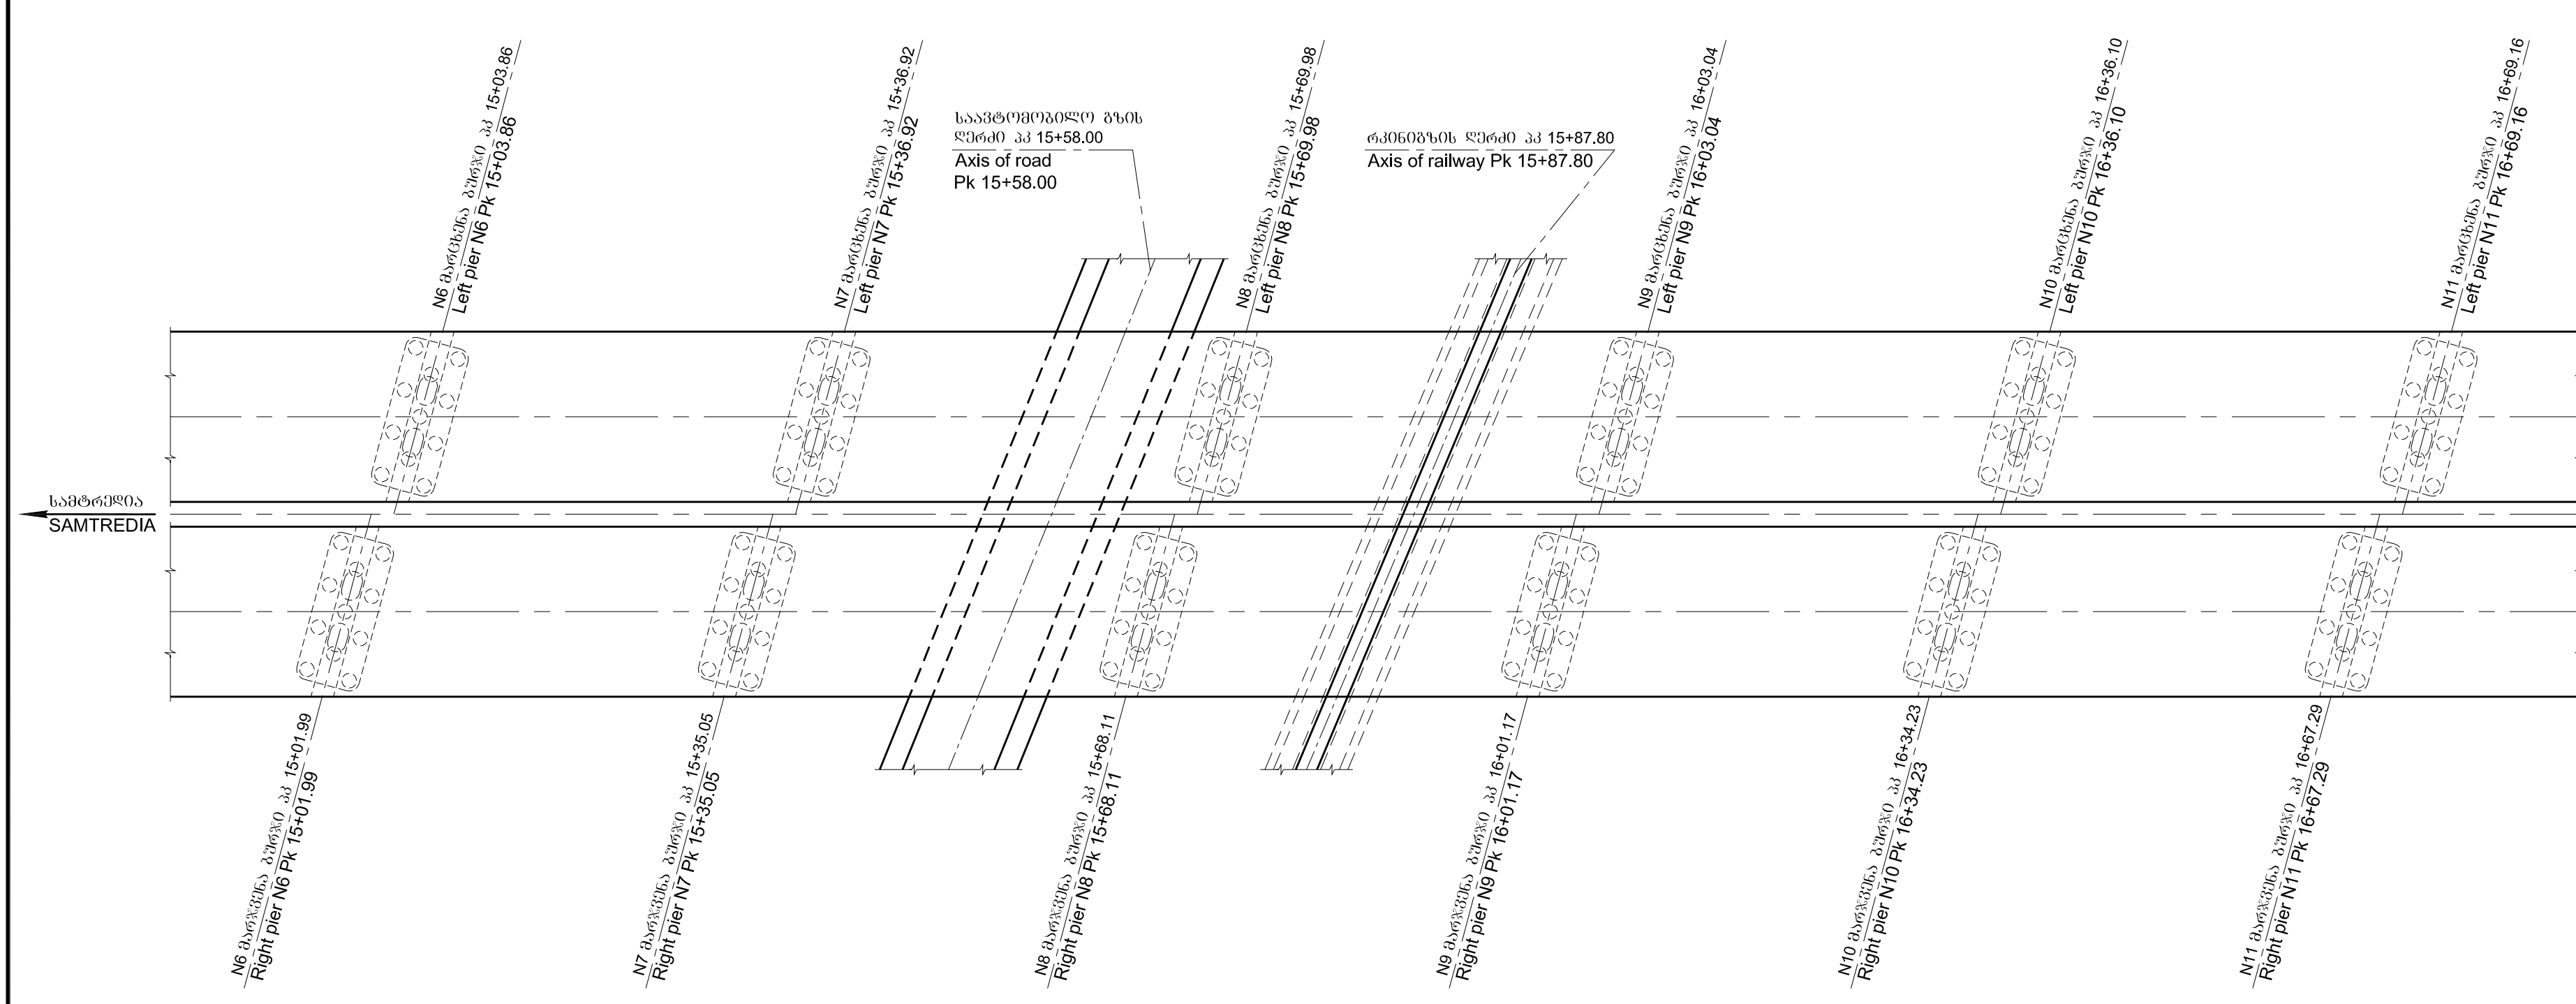 N6 მარცხენა ბურჯი პკ 15+03.86
Left pier N6 Pk 15+03.86
N7 მარცხენა ბურჯი პკ 15+36.92
Left pier N7 Pk 15+36.92
საავტომობილო გზის
ღერძი პკ 15+58.00
Axis of road
Pk 15+58.00
N8 მარცხენა ბურჯი პკ 15+69.98
Left pier N8 Pk 15+69.98
რკინიგზის ღერძი პკ 15+87.80
Axis of railway Pk 15+87.80
N9 მარცხენა ბურჯი პკ 16+03.04
Left pier N9 Pk 16+03.04
N10 მარცხენა ბურჯი პკ 16+36.10
Left pier N10 Pk 16+36.10
N11 მარცხენა ბურჯი პკ 16+69.16
Left pier N11 Pk 16+69.16
სამტრედია
SAMTREDIA
N6 მარჯვენა ბურჯი პკ 15+01.99
Right pier N6 Pk 15+01.99
N7 მარჯვენა ბურჯი პკ 15+35.05
Right pier N7 Pk 15+35.05
N8 მარჯვენა ბურჯი პკ 15+68.11
Right pier N8 Pk 15+68.11
N9 მარჯვენა ბურჯი პკ 16+01.17
Right pier N9 Pk 16+01.17
N10 მარჯვენა ბურჯი პკ 16+34.23
Right pier N10 Pk 16+34.23
N11 მარჯვენა ბურჯი პკ 16+67.29
Right pier N11 Pk 16+67.29